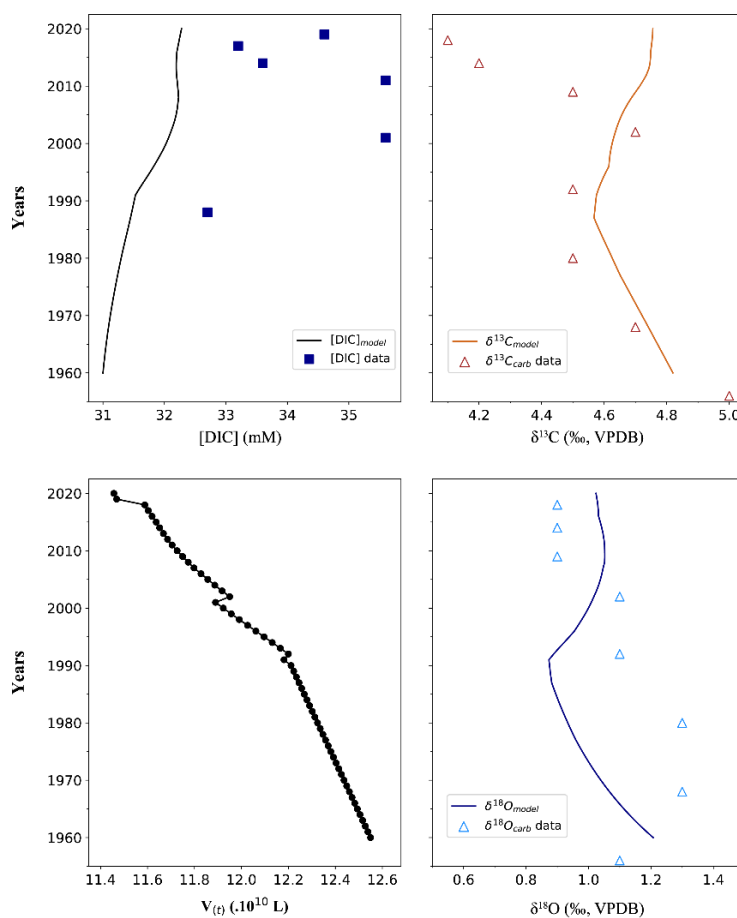 2020
2010
2000
1990
1980
1970
1960
Years
[DIC]model
[DIC] data
31 32 33 34 35
[DIC] (mM)
δ¹³Cmodel
δ¹³Ccarb data
4.2 4.4 4.6 4.8 5.0
δ¹³C (‰, VPDB)
2020
2010
2000
1990
1980
1970
1960
Years
11.4 11.6 11.8 12.0 12.2 12.4 12.6
V(t) (.10¹⁰ L)
δ¹⁸Omodel
δ¹⁸Ocarb data
0.6 0.8 1.0 1.2 1.4
δ¹⁸O (‰, VPDB)